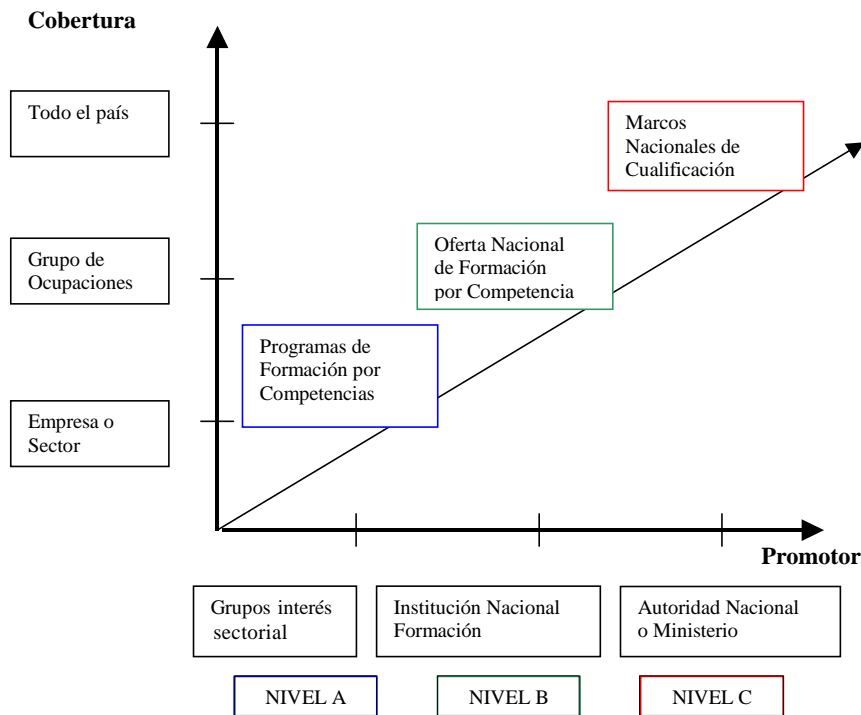 Cobertura
Todo el país
Marcos
Nacionales de
Cualificación
Grupo de
Ocupaciones
Oferta Nacional
de Formación
por Competencia
Programas de
Formación por
Competencias
Empresa o
Sector
Promotor
Grupos interés
sectorial
Institución Nacional
Formación
Autoridad Nacional
o Ministerio
NIVEL A
NIVEL B
NIVEL C